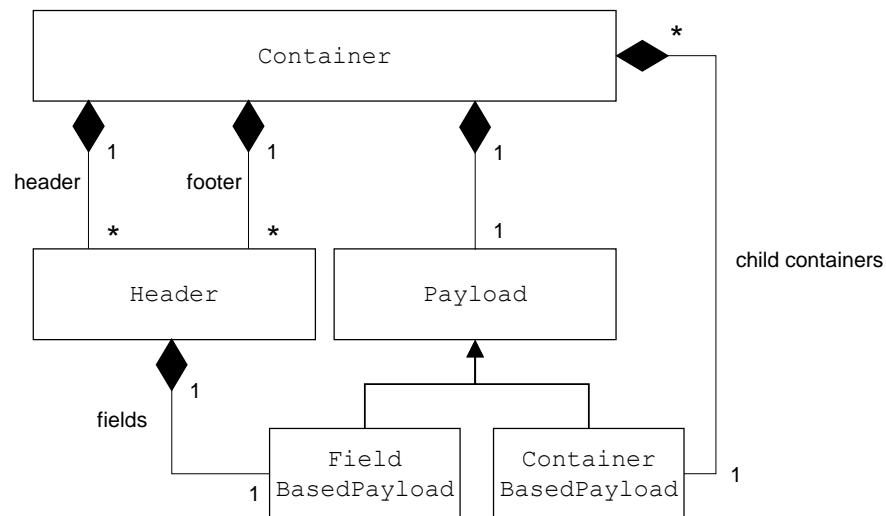 *
Container
1
1
1
header
footer
*
*
1
child containers
Header
Payload
1
fields
Field
BasedPayload
Container
BasedPayload
1
1